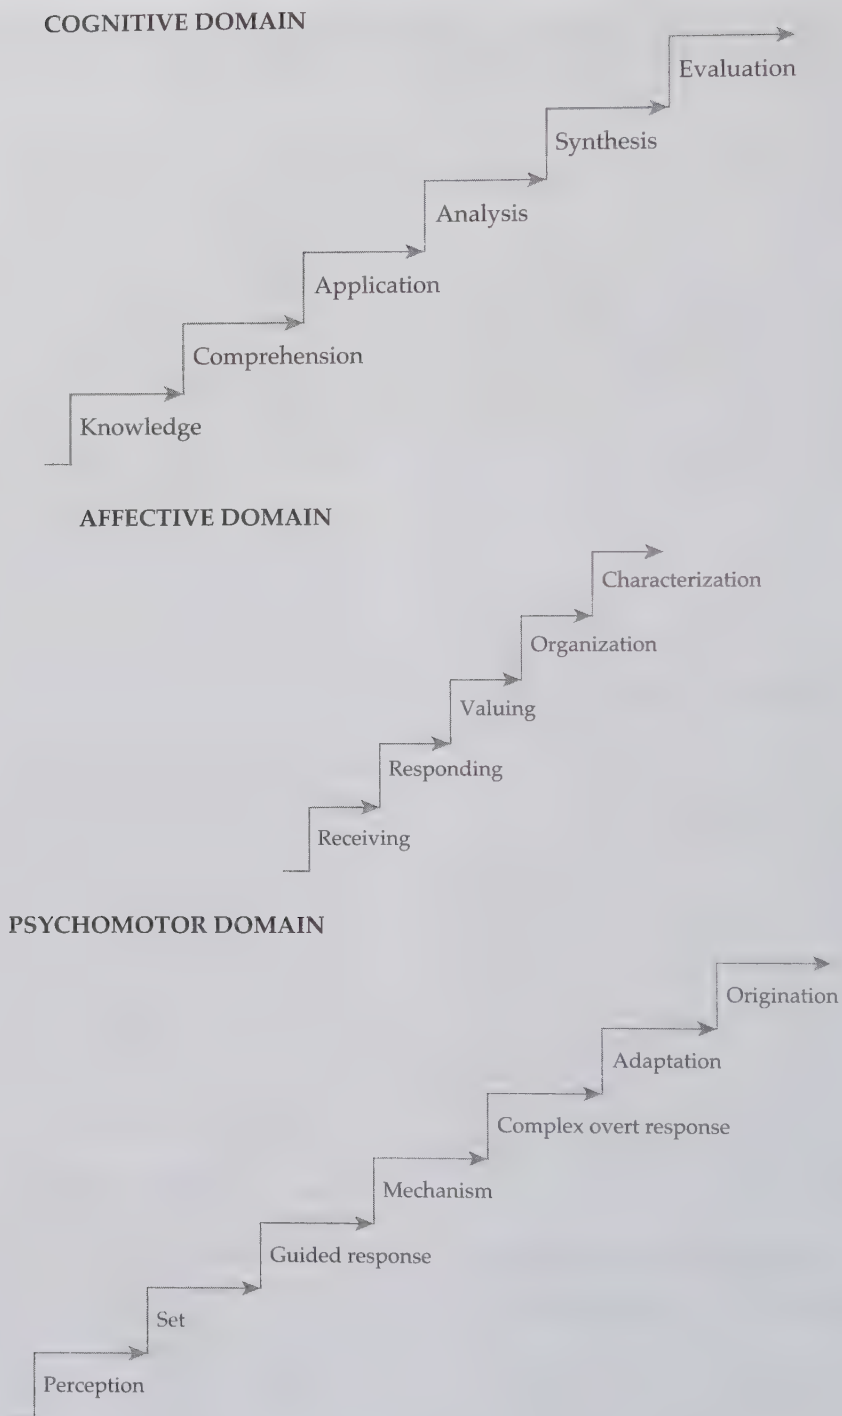 COGNITIVE DOMAIN
Evaluation
Synthesis
Analysis
Application
Comprehension
Knowledge
AFFECTIVE DOMAIN
Characterization
Organization
Valuing
Responding
Receiving
PSYCHOMOTOR DOMAIN
Origination
Adaptation
Complex overt response
Mechanism
Guided response
Set
Perception